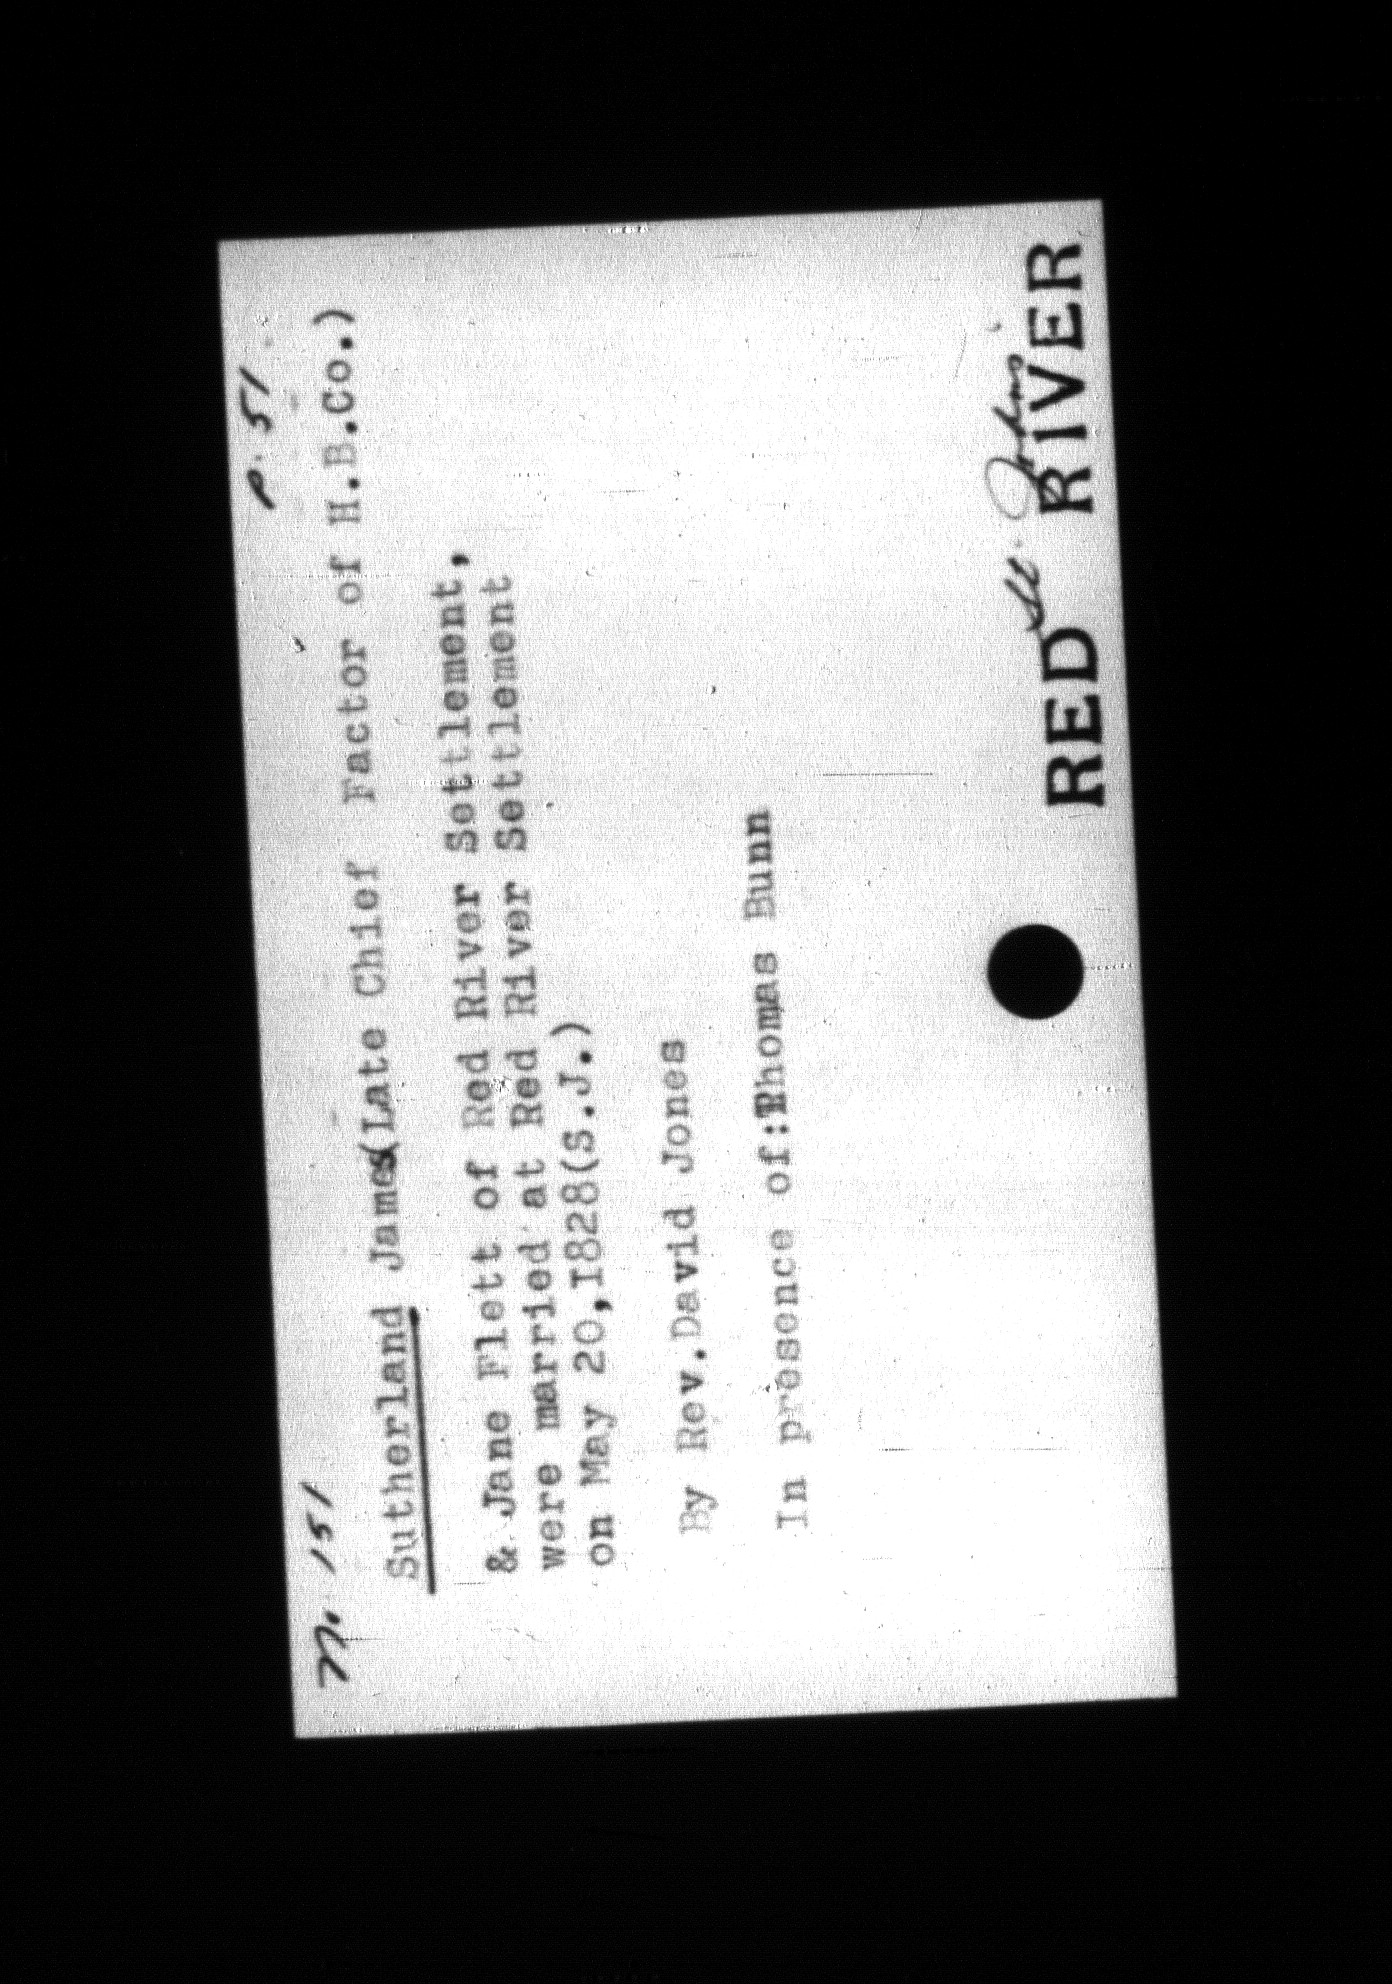 M. 151 P. 51
Sutherland James(Late Chief Factor of H.B.Co.)
& Jane Flett of Red River Settlement,
were married at Red River Settlement
on May 20,I828(S.J.)
By Rev.David Jones
In presence of:Thomas Bunn
St. Johns
RED RIVER